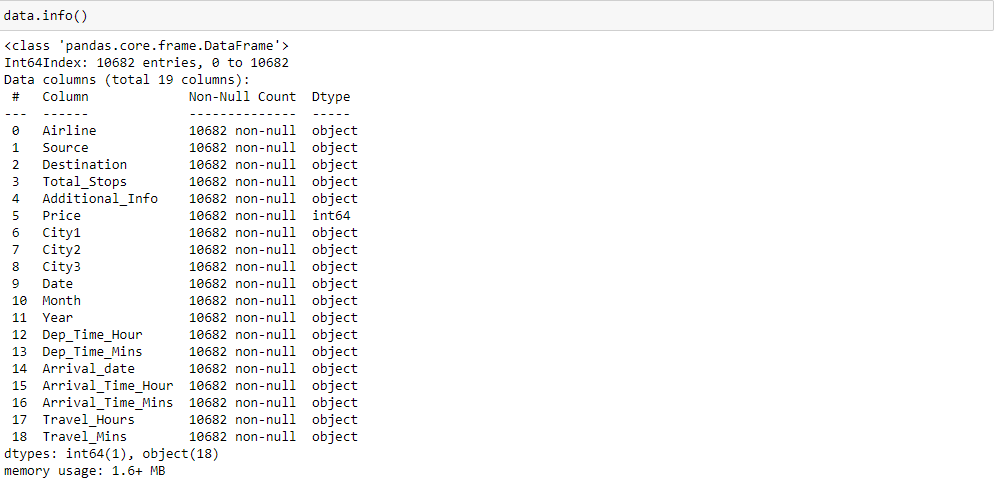 data.info()
<class 'pandas.core.frame.DataFrame'>
Int64Index: 10682 entries, 0 to 10682
Data columns (total 19 columns):
 #   Column             Non-Null Count  Dtype
---  ------             --------------  -----
 0   Airline            10682 non-null  object
 1   Source             10682 non-null  object
 2   Destination        10682 non-null  object
 3   Total_Stops        10682 non-null  object
 4   Additional_Info    10682 non-null  object
 5   Price              10682 non-null  int64
 6   City1              10682 non-null  object
 7   City2              10682 non-null  object
 8   City3              10682 non-null  object
 9   Date               10682 non-null  object
 10  Month              10682 non-null  object
 11  Year               10682 non-null  object
 12  Dep_Time_Hour      10682 non-null  object
 13  Dep_Time_Mins      10682 non-null  object
 14  Arrival_date       10682 non-null  object
 15  Arrival_Time_Hour  10682 non-null  object
 16  Arrival_Time_Mins  10682 non-null  object
 17  Travel_Hours       10682 non-null  object
 18  Travel_Mins        10682 non-null  object
dtypes: int64(1), object(18)
memory usage: 1.6+ MB